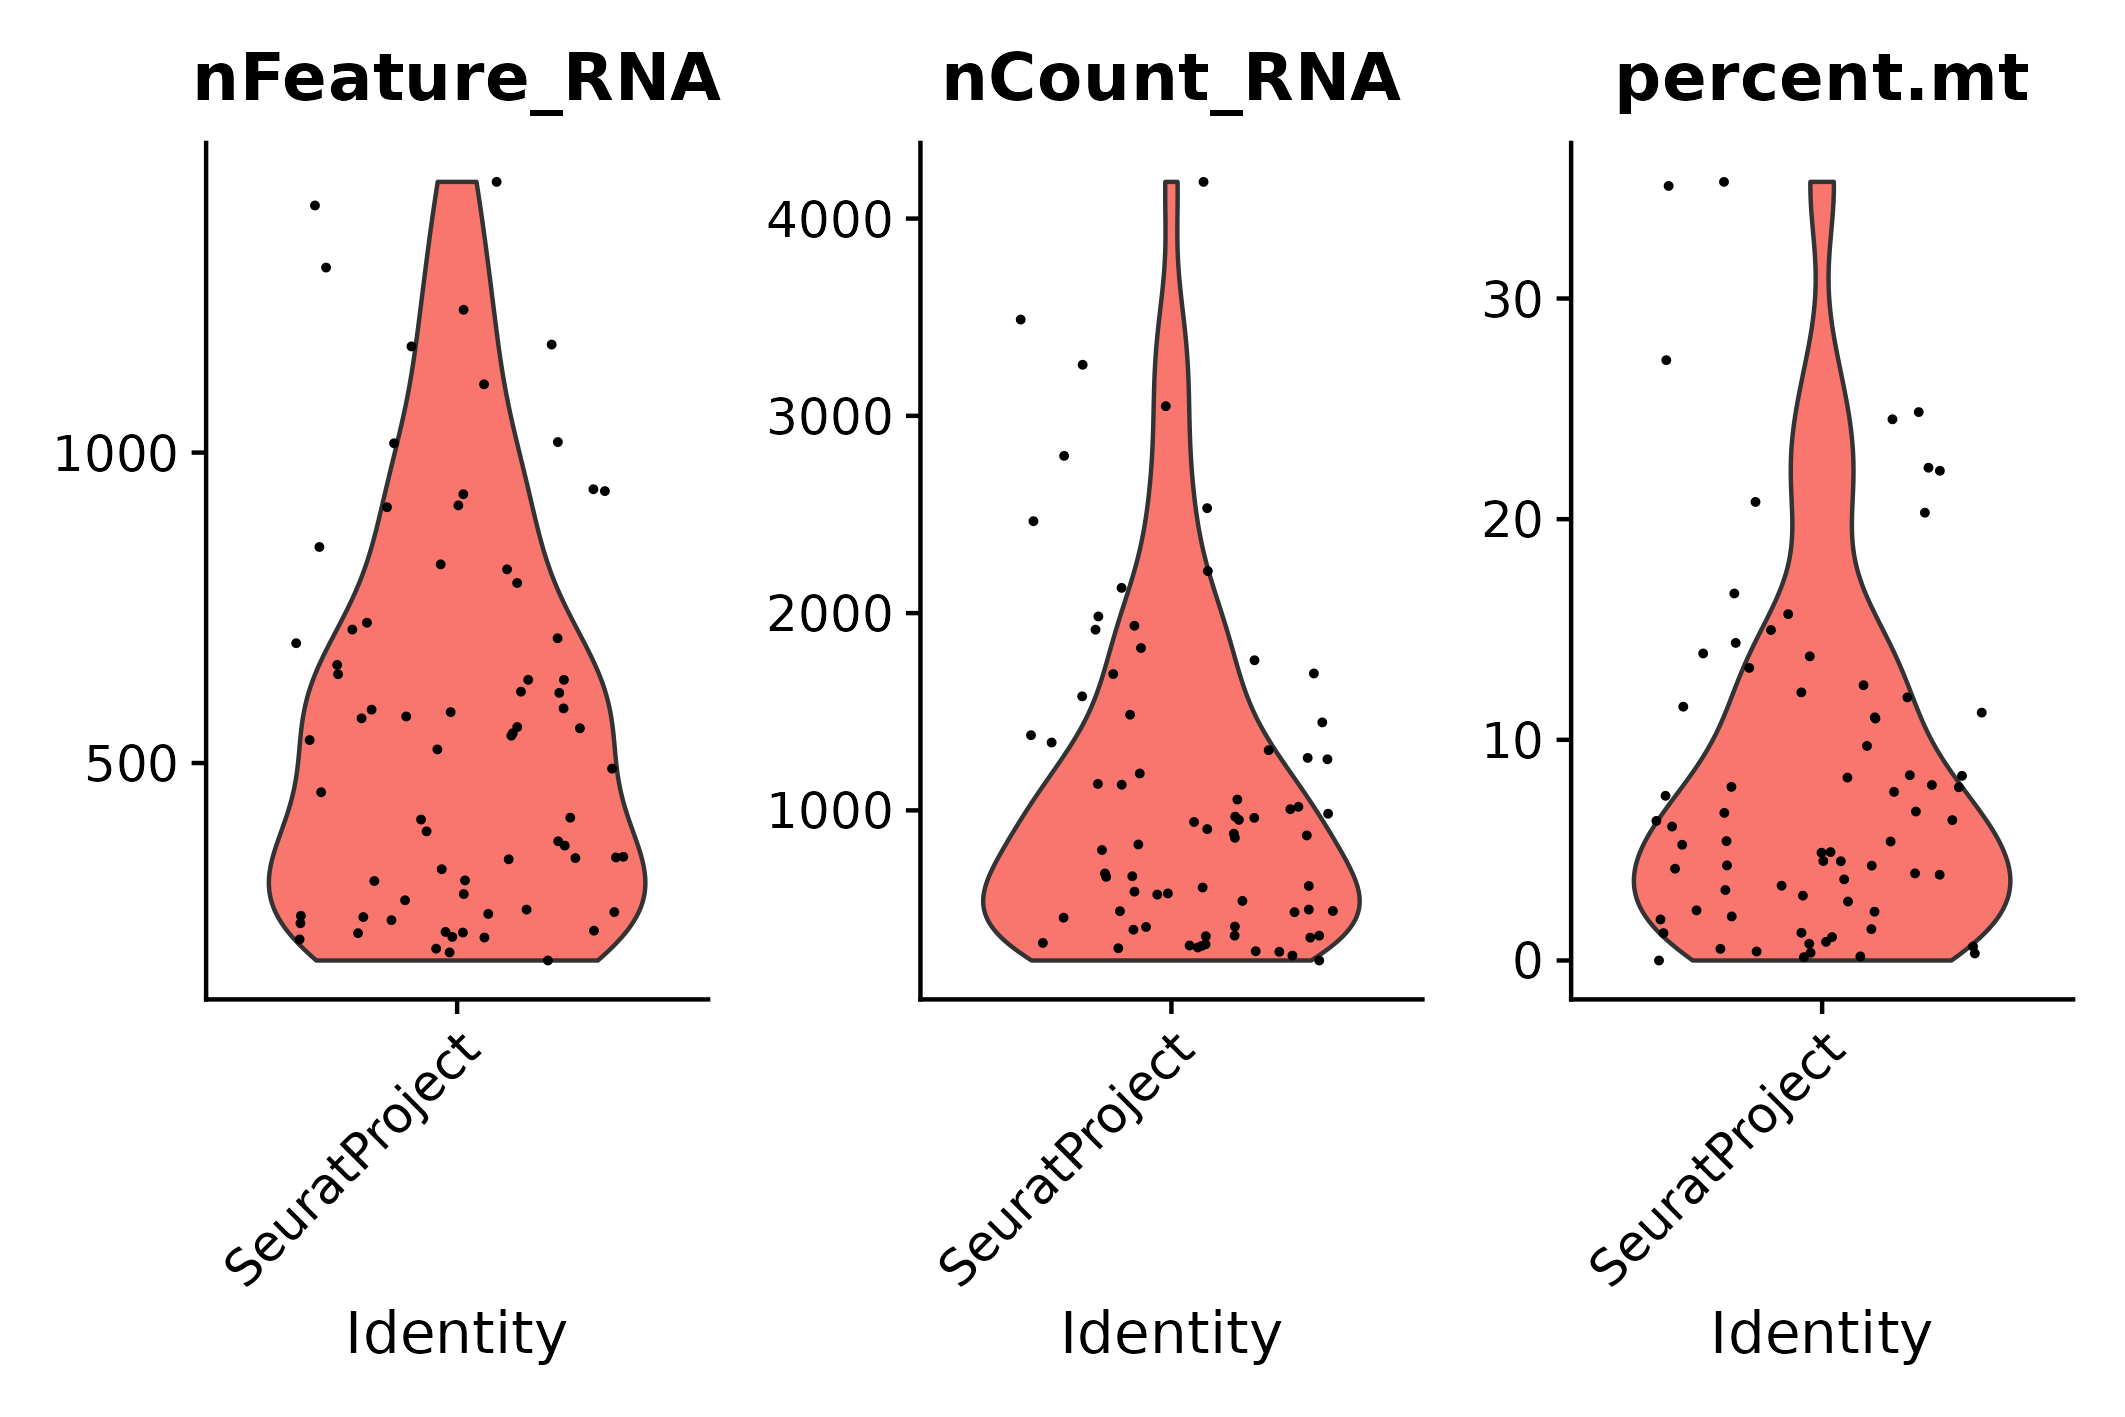 nFeature_RNA
1000
500
SeuratProject
Identity
nCount_RNA
4000
3000
2000
1000
SeuratProject
Identity
percent.mt
30
20
10
0
SeuratProject
Identity